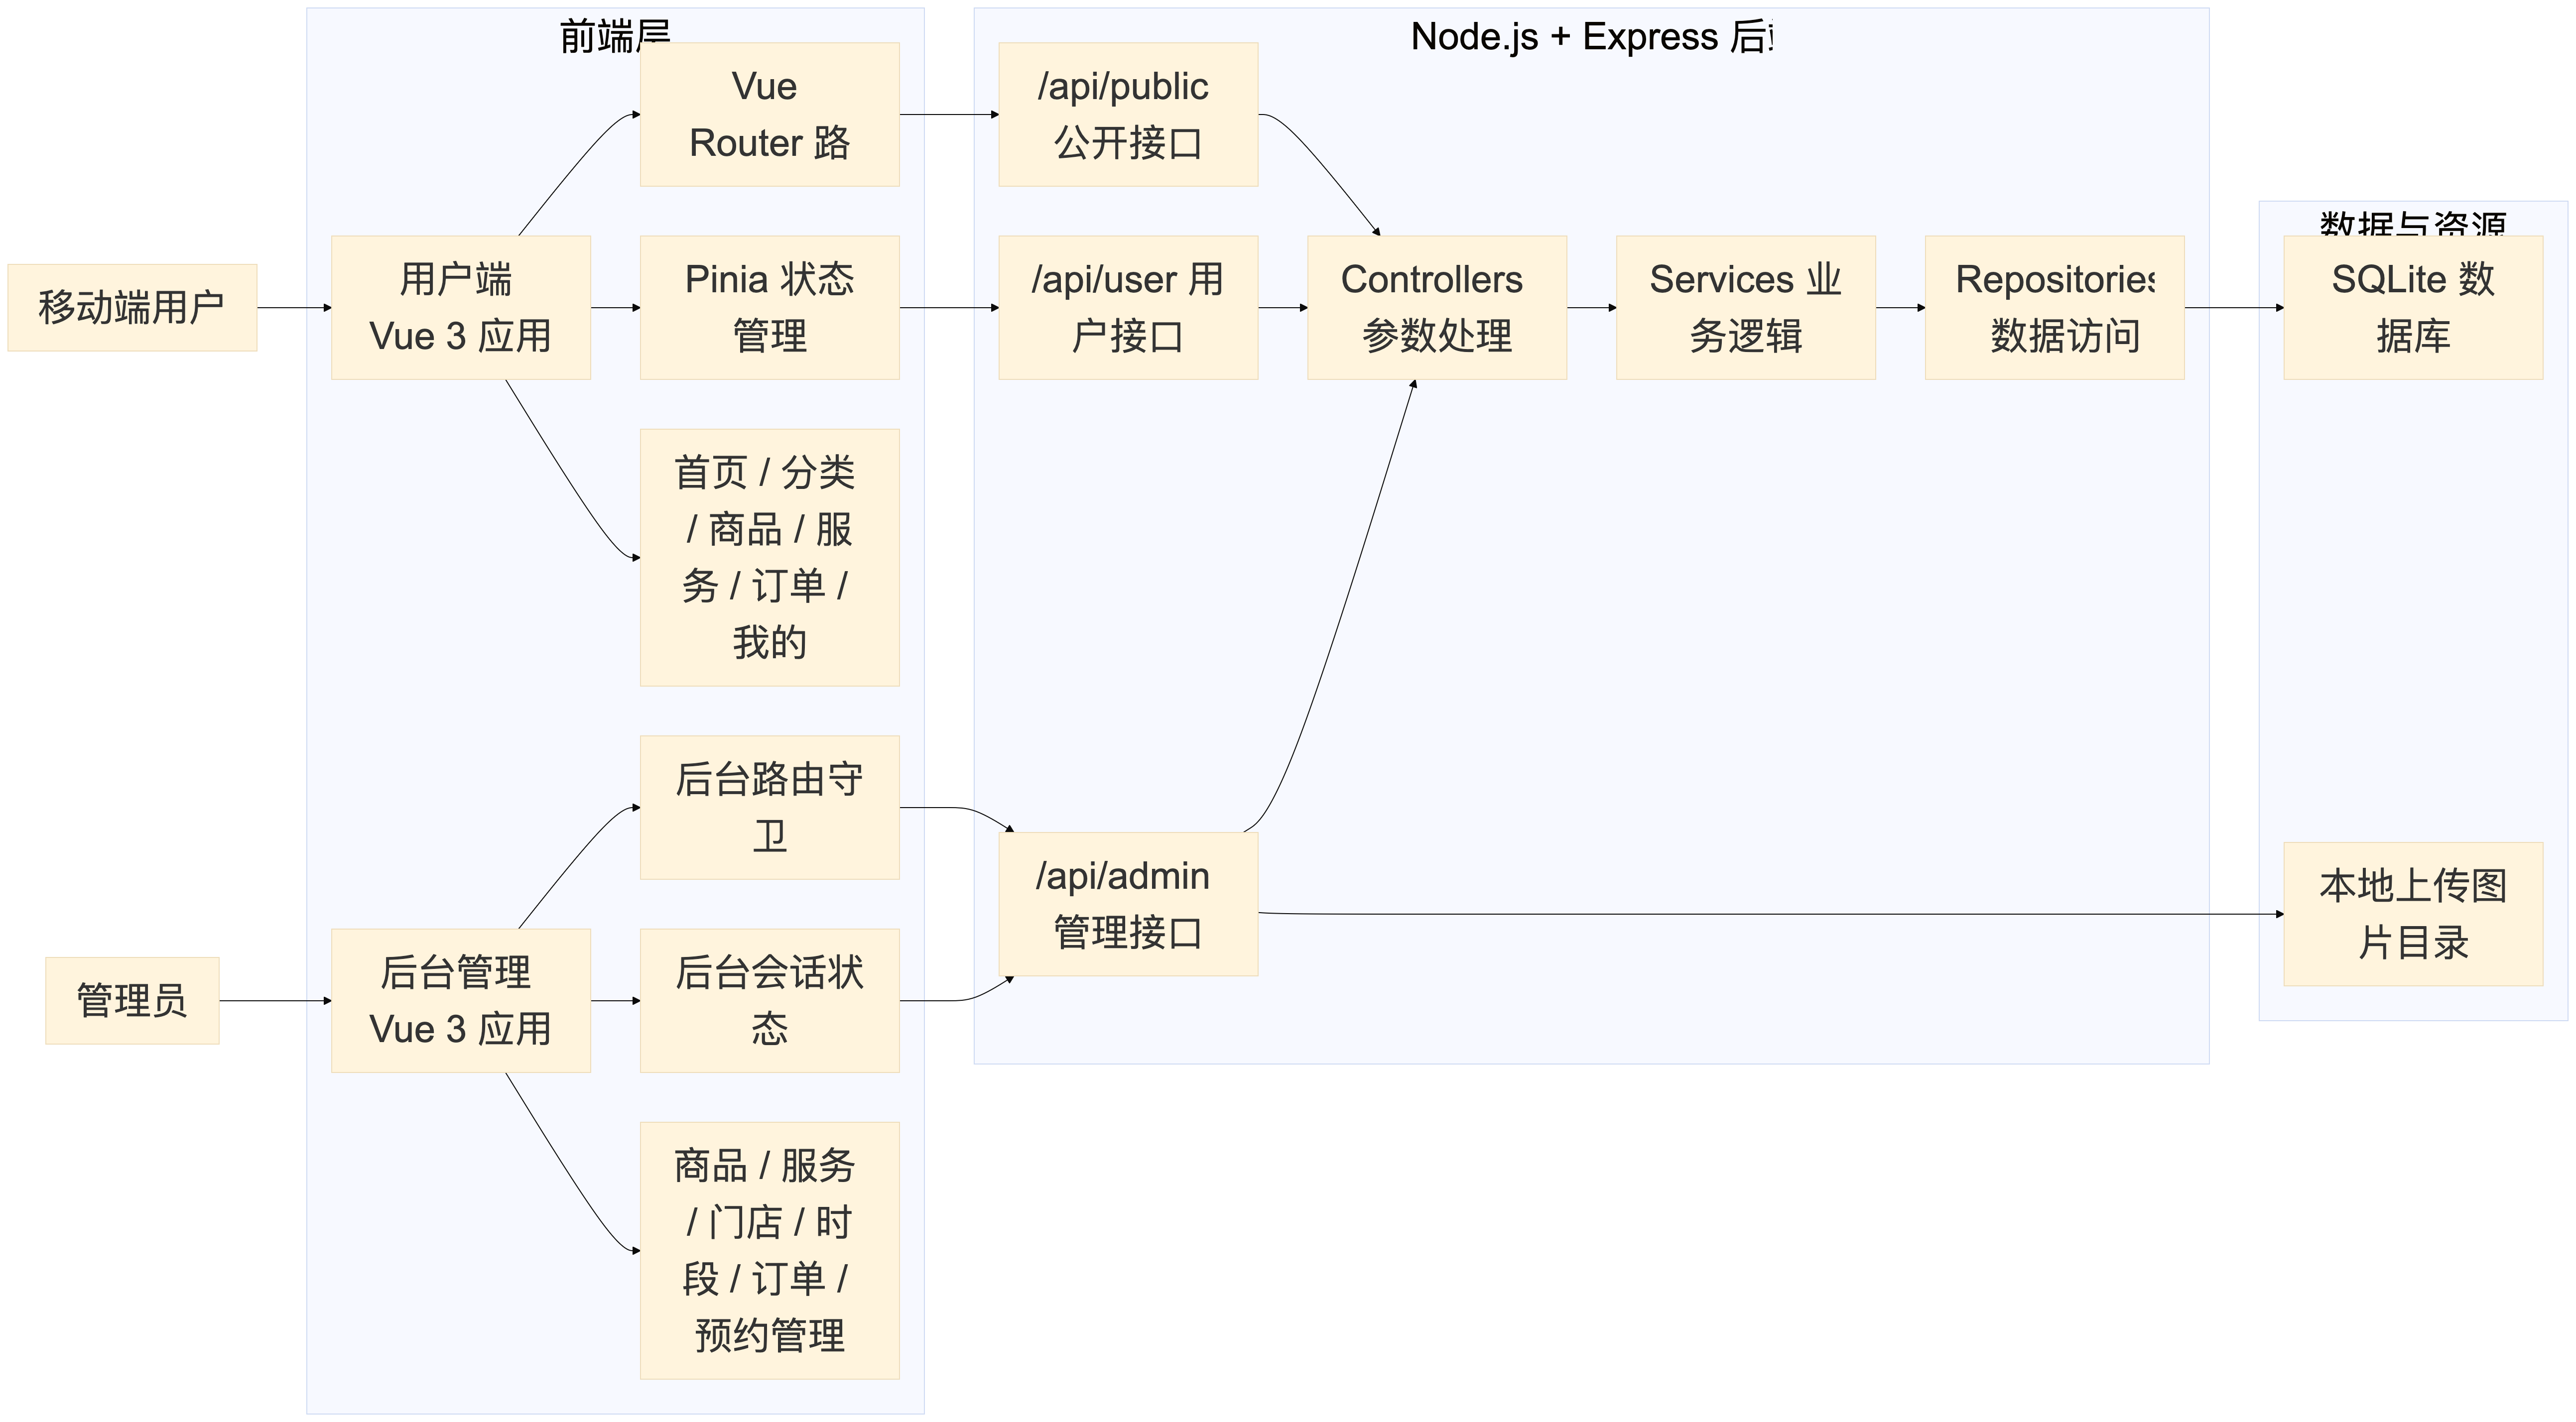 前端层
Node.js + Express 后
Vue
Router 路
/api/public
公开接口
数据与资源
移动端用户
用户端
Vue 3 应用
Pinia 状态
管理
/api/user 用
户接口
Controllers
参数处理
Services 业
务逻辑
Repositories
数据访问
SQLite 数
据库
首页 / 分类
/ 商品 / 服
务 / 订单 /
我的
后台路由守
卫
/api/admin
管理接口
本地上传图
片目录
管理员
后台管理
Vue 3 应用
后台会话状
态
商品 / 服务
/ 门店 / 时
段 / 订单 /
预约管理